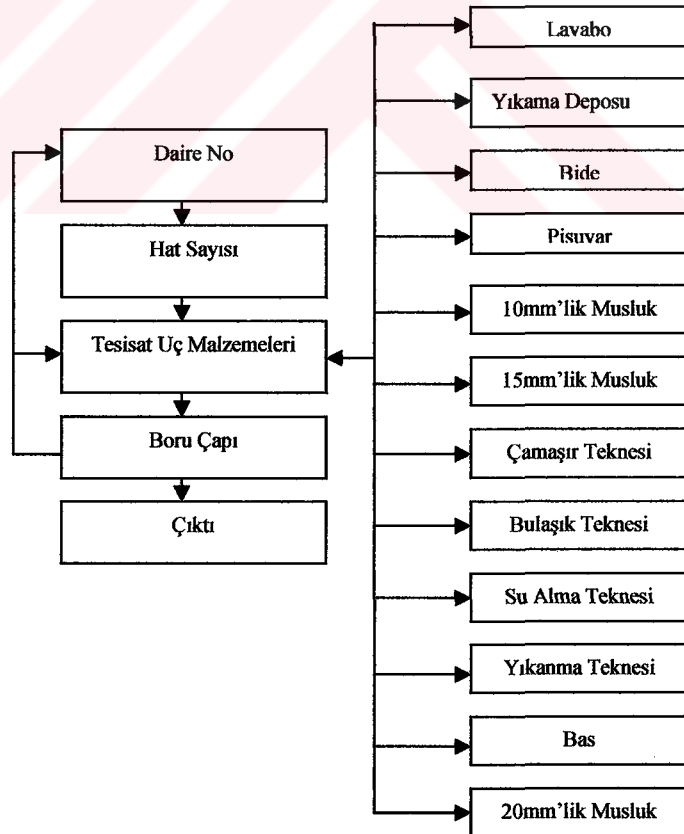 Daire No
Hat Sayısı
Tesisat Uç Malzemeleri
Boru Çapı
Çıktı
Lavabo
Yıkama Deposu
Bide
Pisuvar
10mm'lik Musluk
15mm'lik Musluk
Çamaşır Teknesi
Bulaşık Teknesi
Su Alma Teknesi
Yıkanma Teknesi
Bas
20mm'lik Musluk